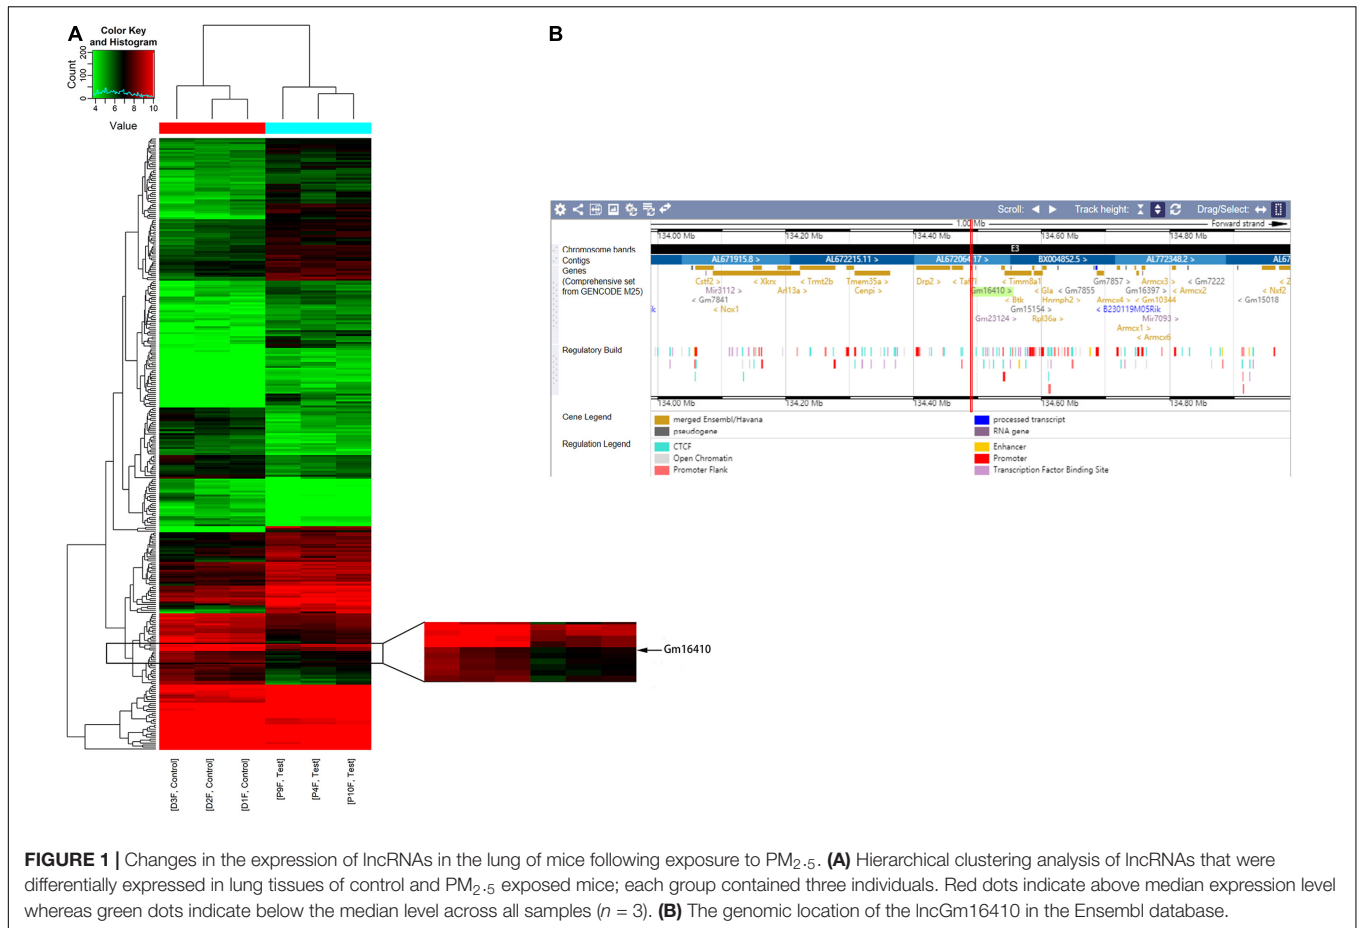 A
Color Key
and Histogram
Count
0 100 200
4 6 8 10
Value
[D3F, Control]
[D2F, Control]
[D1F, Control]
[P9F, Test]
[P4F, Test]
[P10F, Test]
Gm16410
B
Scroll: Track height: Drag/Select:
1.00 Mb Forward strand
134.00 Mb 134.20 Mb 134.40 Mb 134.60 Mb 134.80 Mb
Chromosome bands E3
Contigs AL671915.8 > AL672215.11 > AL672064.17 > BX004852.5 > AL772348.2 > AL67
Genes
(Comprehensive set
from GENCODE M25)
Cstf2 > < Xkrx < Trmt2b Tmem35a > Drp2 > < Taf7l < Timm8a1 Gm7857 > Armcx3 > < Gm7222 < Z
Mir3112 > Arl13a > Cenpi > Gm16410 > < Gla < Gm7855 Gm16397 > < Armcx2 < Nxf2
< Gm7841 < Btk Hnrnph2 > Armcx4 > < Gm10344 < Gm15018
k < Nox1 Gm15154 > < B230119M05Rik
Gm23124 > Rpl36a > Mir7093 >
Armcx1 >
< Armcx6
Regulatory Build
134.00 Mb 134.20 Mb 134.40 Mb 134.60 Mb 134.80 Mb
Gene Legend merged Ensembl/Havana processed transcript
pseudogene RNA gene
Regulation Legend CTCF Enhancer
Open Chromatin Promoter
Promoter Flank Transcription Factor Binding Site
FIGURE 1 | Changes in the expression of lncRNAs in the lung of mice following exposure to PM2.5. (A) Hierarchical clustering analysis of lncRNAs that were
differentially expressed in lung tissues of control and PM2.5 exposed mice; each group contained three individuals. Red dots indicate above median expression level
whereas green dots indicate below the median level across all samples (n = 3). (B) The genomic location of the lncGm16410 in the Ensembl database.